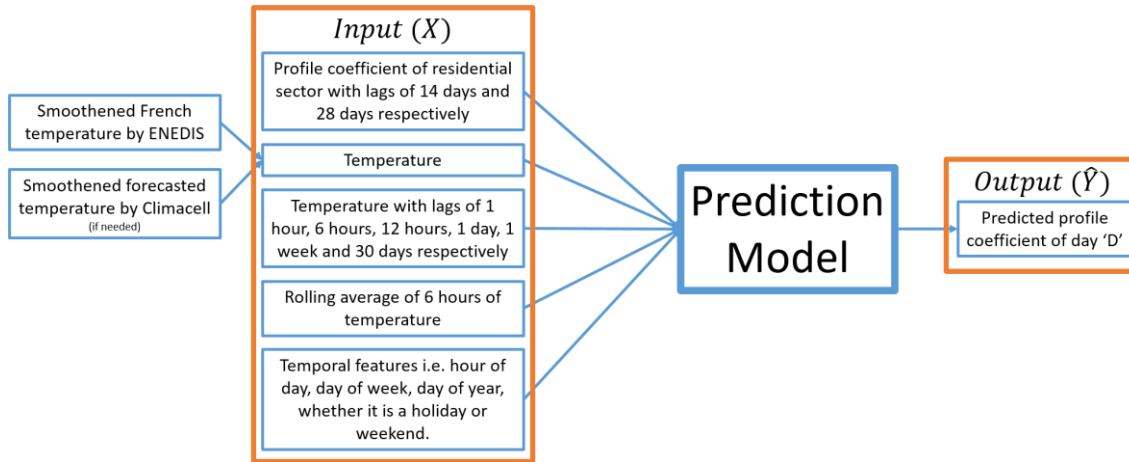 Smoothened French
temperature by ENEDIS
Smoothened forecasted
temperature by Climacell
(if needed)
Input (X)
Profile coefficient of residential
sector with lags of 14 days and
28 days respectively
Temperature
Temperature with lags of 1
hour, 6 hours, 12 hours, 1 day, 1
week and 30 days respectively
Rolling average of 6 hours of
temperature
Temporal features i.e. hour of
day, day of week, day of year,
whether it is a holiday or
weekend.
Prediction
Model
Output (Ŷ)
Predicted profile
coefficient of day ‘D’